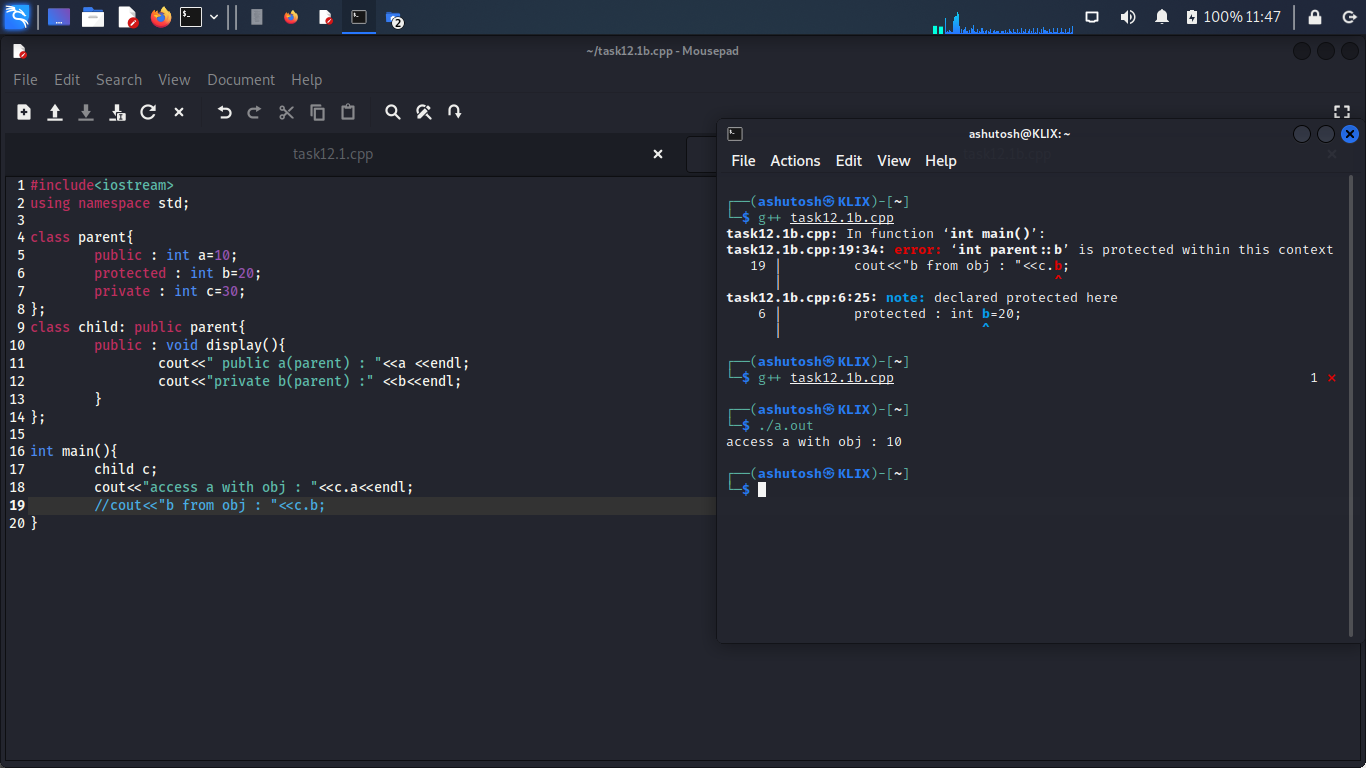 2
100% 11:47
~/task12.1b.cpp - Mousepad
File Edit Search View Document Help
task12.1.cpp
1 #include<iostream>
2 using namespace std;
3
4 class parent{
5 public : int a=10;
6 protected : int b=20;
7 private : int c=30;
8 };
9 class child: public parent{
10 public : void display(){
11 cout<<" public a(parent) : "<<a <<endl;
12 cout<<"private b(parent) :" <<b<<endl;
13 }
14 };
15
16 int main(){
17 child c;
18 cout<<"access a with obj : "<<c.a<<endl;
19 //cout<<"b from obj : "<<c.b;
20 }
ashutosh@KLIX: ~
File Actions Edit View Help
┌──(ashutosh㉿KLIX)-[~]
└─$ g++ task12.1b.cpp
task12.1b.cpp: In function ‘int main()’:
task12.1b.cpp:19:34: error: ‘int parent::b’ is protected within this context
19 | cout<<"b from obj : "<<c.b;
| ^
task12.1b.cpp:6:25: note: declared protected here
6 | protected : int b=20;
| ^
┌──(ashutosh㉿KLIX)-[~]
└─$ g++ task12.1b.cpp 1 ⨯
┌──(ashutosh㉿KLIX)-[~]
└─$ ./a.out
access a with obj : 10
┌──(ashutosh㉿KLIX)-[~]
└─$